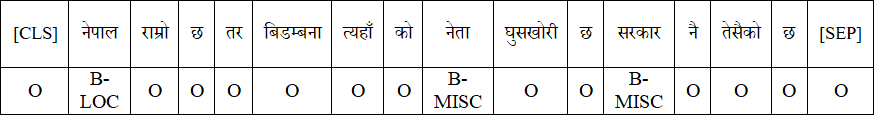 [CLS] नेपाल राम्रो छ तर बिडम्बना त्यहाँ को नेता घुसखोरी छ सरकार नै तेसैको छ [SEP]
O B-LOC O O O O O O B-MISC O O B-MISC O O O O